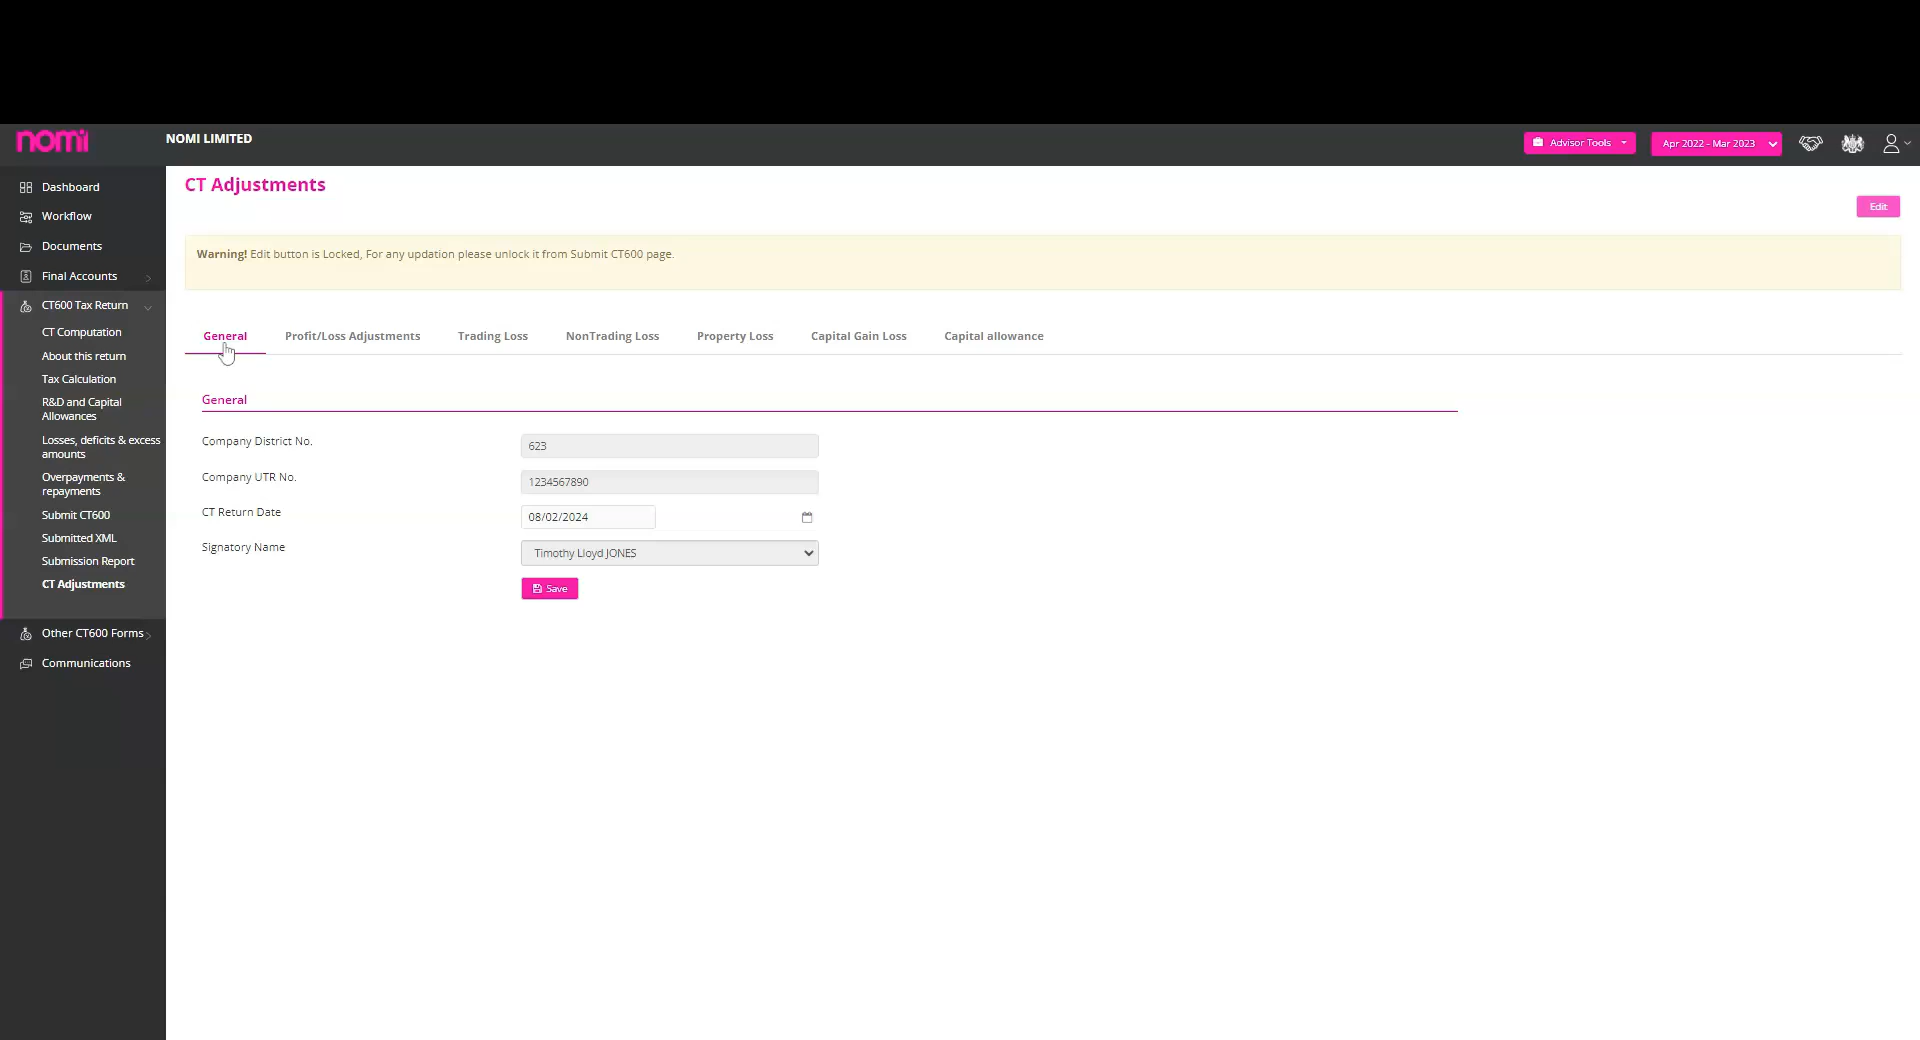 nomi
NOMI LIMITED
Advisor Tools
Apr 2022 - Mar 2023
Dashboard
Workflow
Documents
Final Accounts
CT600 Tax Return
CT Computation
About this return
Tax Calculation
R&D and Capital
Allowances
Losses, deficits & excess
amounts
Overpayments &
repayments
Submit CT600
Submitted XML
Submission Report
CT Adjustments
Other CT600 Forms
Communications
CT Adjustments
Edit
Warning! Edit button is Locked, For any updation please unlock it from Submit CT600 page.
General Profit/Loss Adjustments Trading Loss NonTrading Loss Property Loss Capital Gain Loss Capital allowance
General
Company District No. 623
Company UTR No. 1234567890
CT Return Date 08/02/2024
Signatory Name Timothy Lloyd JONES
Save